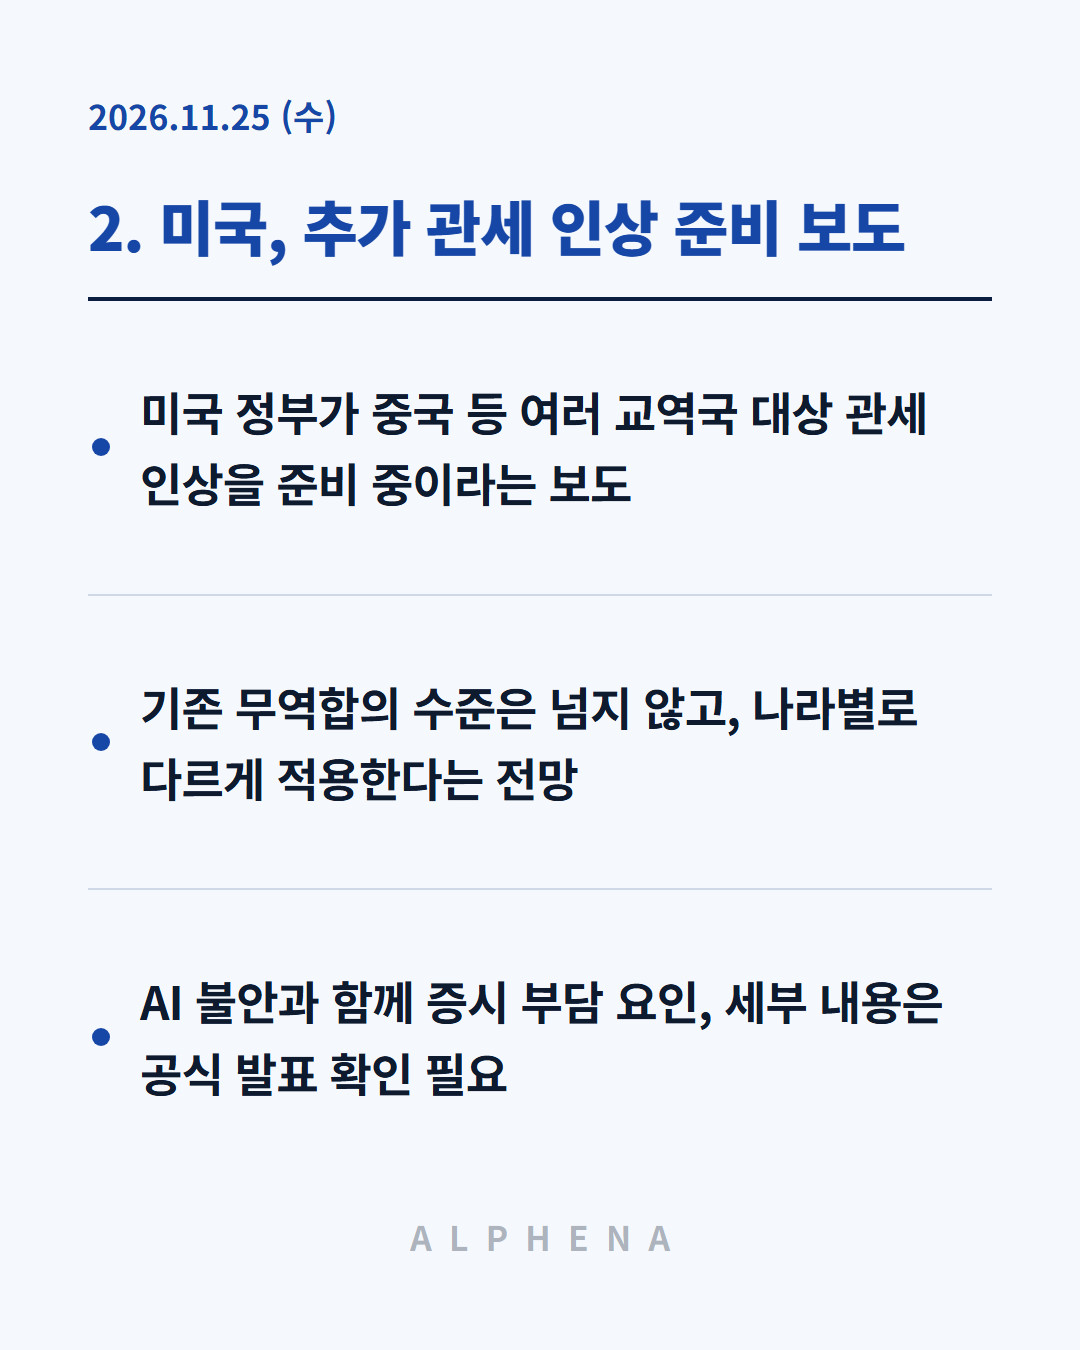 2026.11.25 (수)
2. 미국, 추가 관세 인상 준비 보도
미국 정부가 중국 등 여러 교역국 대상 관세
인상을 준비 중이라는 보도
기존 무역합의 수준은 넘지 않고, 나라별로
다르게 적용한다는 전망
AI 불안과 함께 증시 부담 요인, 세부 내용은
공식 발표 확인 필요
ALPHENA